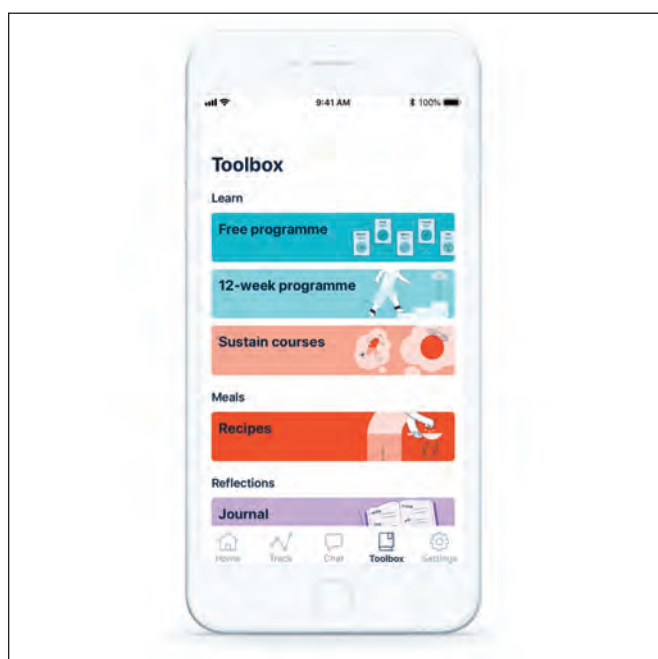 9:41 AM
100%
Toolbox
Learn
Free programme
12-week programme
Sustain courses
Meals
Recipes
Reflections
Journal
Home Track Chat Toolbox Settings